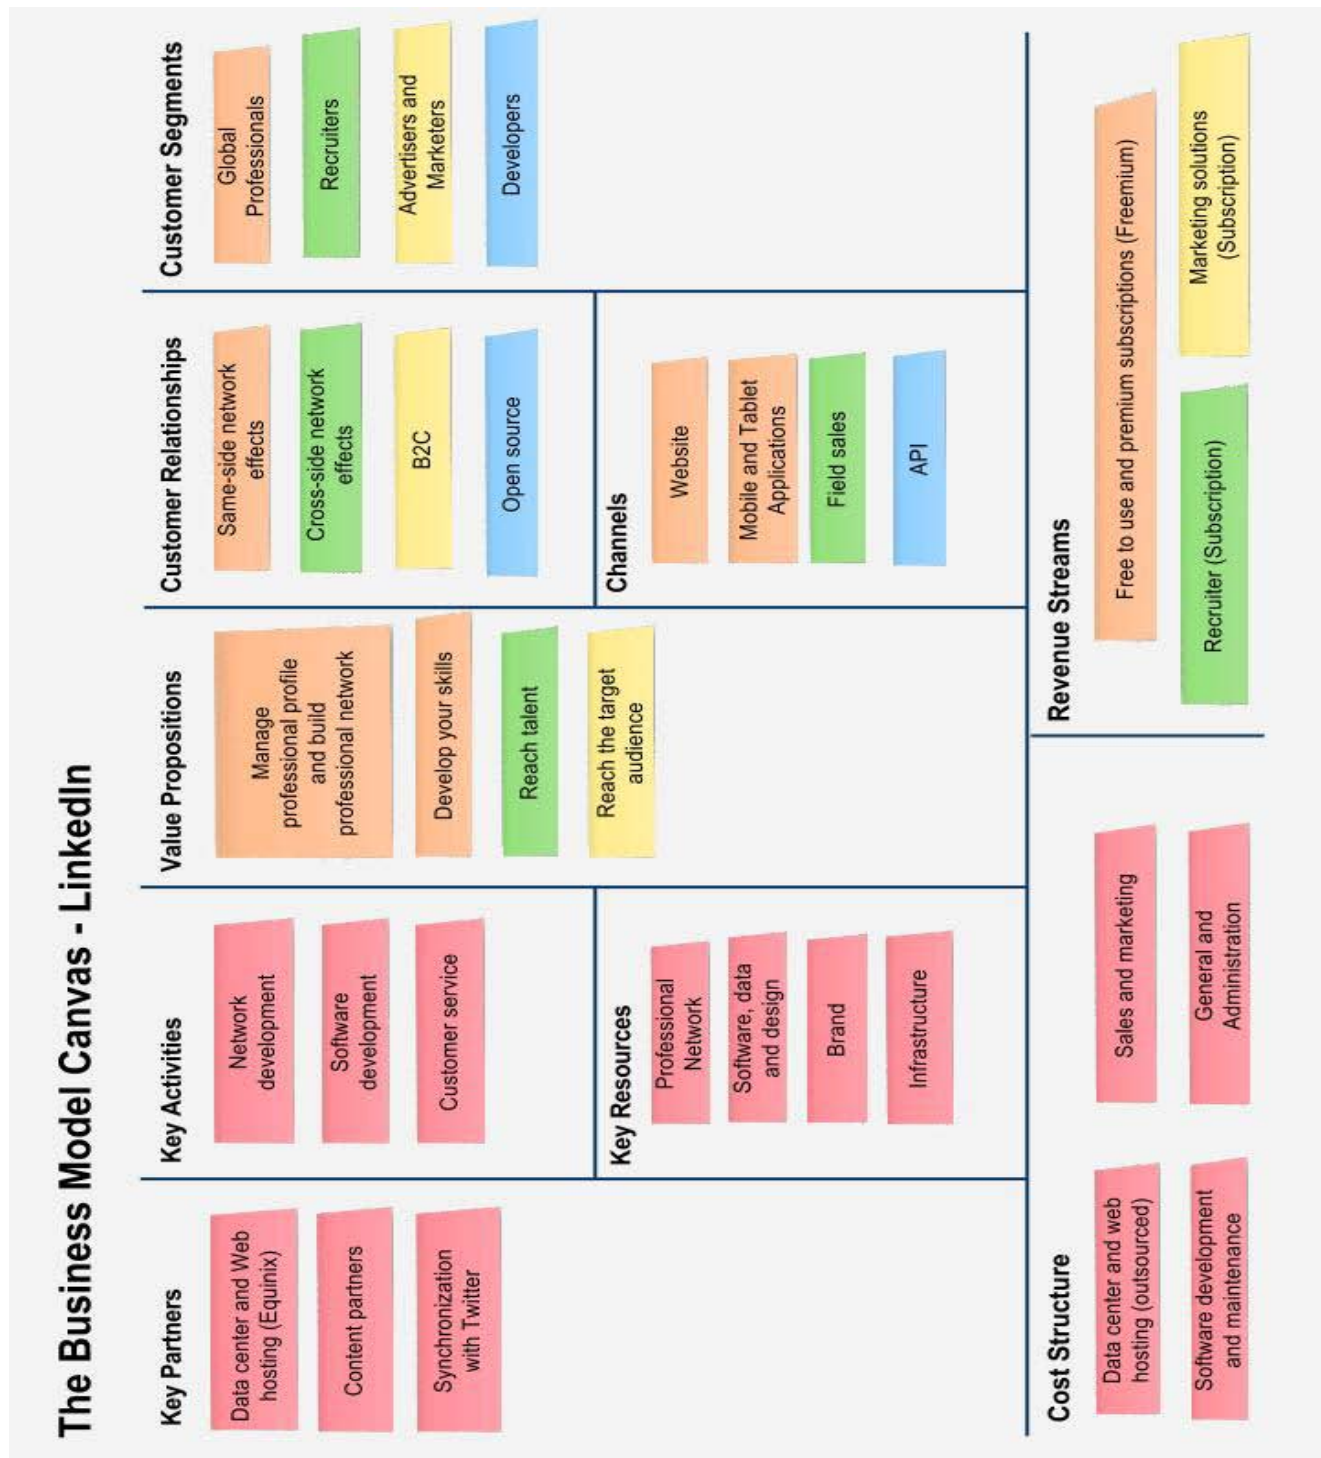 The Business Model Canvas - LinkedIn
Key Partners
Data center and Web
hosting (Equinix)
Content partners
Synchronization
with Twitter
Key Activities
Network
development
Software
development
Customer service
Key Resources
Professional
Network
Software, data
and design
Brand
Infrastructure
Value Propositions
Manage
professional profile
and build
professional network
Develop your skills
Reach talent
Reach the target
audience
Customer Relationships
Same-side network
effects
Cross-side network
effects
B2C
Open source
Channels
Website
Mobile and Tablet
Applications
Field sales
API
Customer Segments
Global
Professionals
Recruiters
Advertisers and
Marketers
Developers
Cost Structure
Data center and web
hosting (outsourced)
Sales and marketing
Software development
and maintenance
General and
Administration
Revenue Streams
Free to use and premium subscriptions (Freemium)
Recruiter (Subscription)
Marketing solutions
(Subscription)